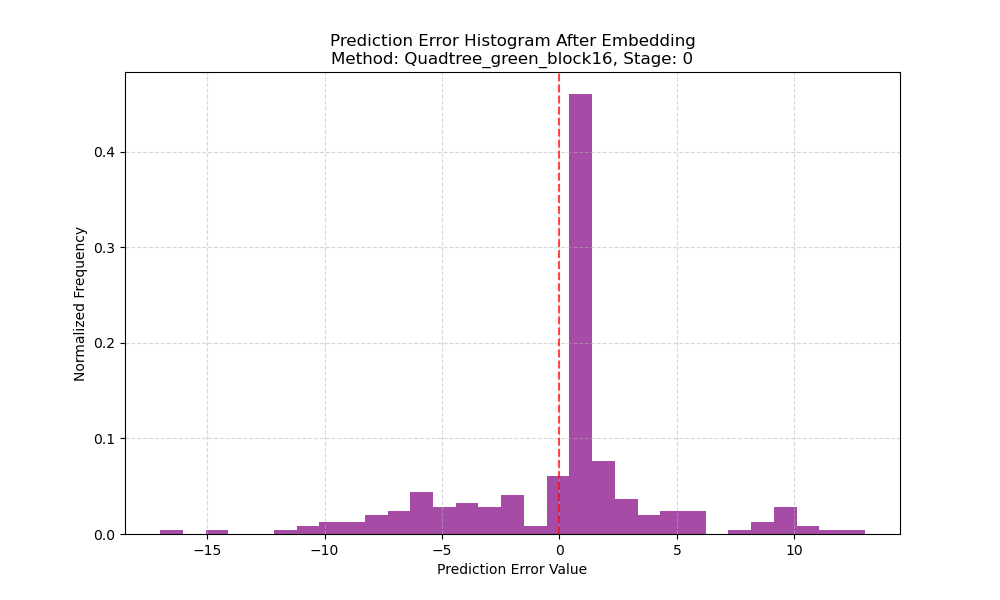 Prediction Error Histogram After Embedding
Method: Quadtree_green_block16, Stage: 0
Normalized Frequency
0.4
0.3
0.2
0.1
0.0
−15 −10 −5 0 5 10
Prediction Error Value